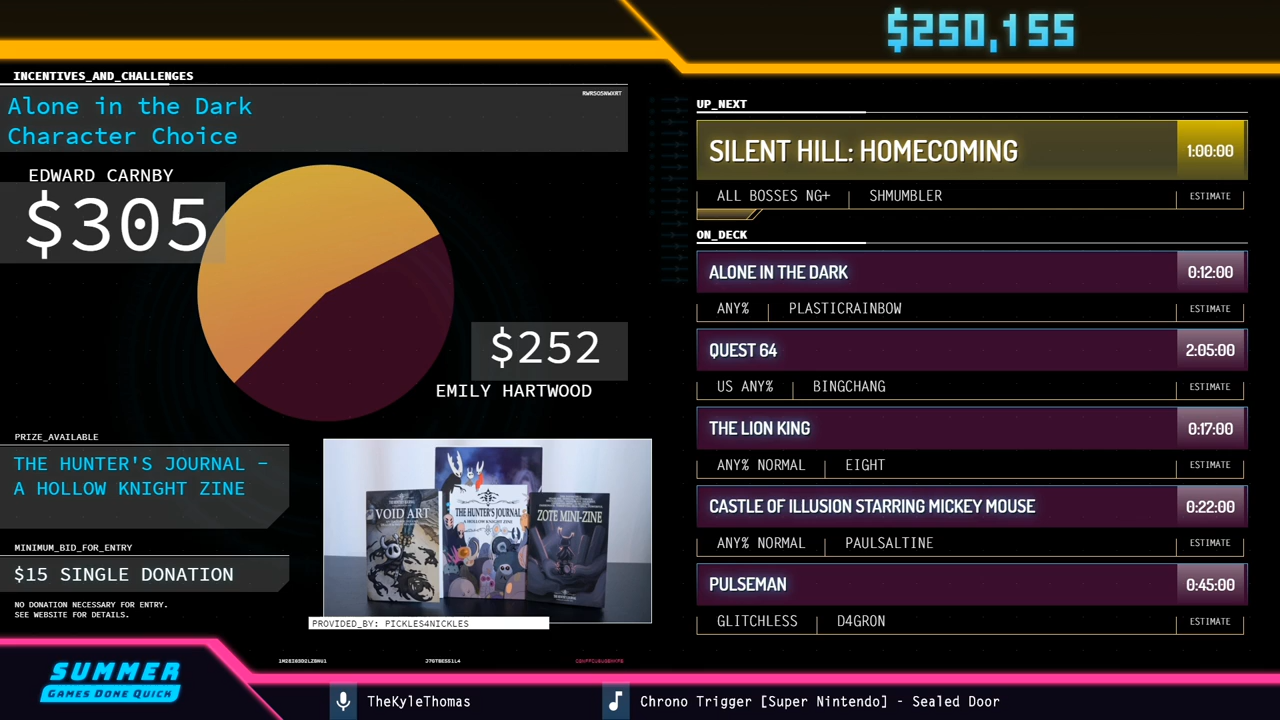 $250,155
INCENTIVES_AND_CHALLENGES
Alone in the Dark
Character Choice
EDWARD CARNBY
$305
$252
EMILY HARTWOOD
PRIZE_AVAILABLE
THE HUNTER'S JOURNAL -
A HOLLOW KNIGHT ZINE
MINIMUM_BID_FOR_ENTRY
$15 SINGLE DONATION
NO DONATION NECESSARY FOR ENTRY.
SEE WEBSITE FOR DETAILS.
VOID ART
THE HUNTER'S JOURNAL
A HOLLOW KNIGHT ZINE
ZOTE MINI-ZINE
PROVIDED_BY: PICKLES4NICKLES
UP_NEXT
SILENT HILL: HOMECOMING
1:00:00
ALL BOSSES NG+
SHMUMBLER
ESTIMATE
ON_DECK
ALONE IN THE DARK
0:12:00
ANY%
PLASTICRAINBOW
ESTIMATE
QUEST 64
2:05:00
US ANY%
BINGCHANG
ESTIMATE
THE LION KING
0:17:00
ANY% NORMAL
EIGHT
ESTIMATE
CASTLE OF ILLUSION STARRING MICKEY MOUSE
0:22:00
ANY% NORMAL
PAULSALTINE
ESTIMATE
PULSEMAN
0:45:00
GLITCHLESS
D4GRON
ESTIMATE
SUMMER
GAMES DONE QUICK
TheKyleThomas
Chrono Trigger [Super Nintendo] - Sealed Door